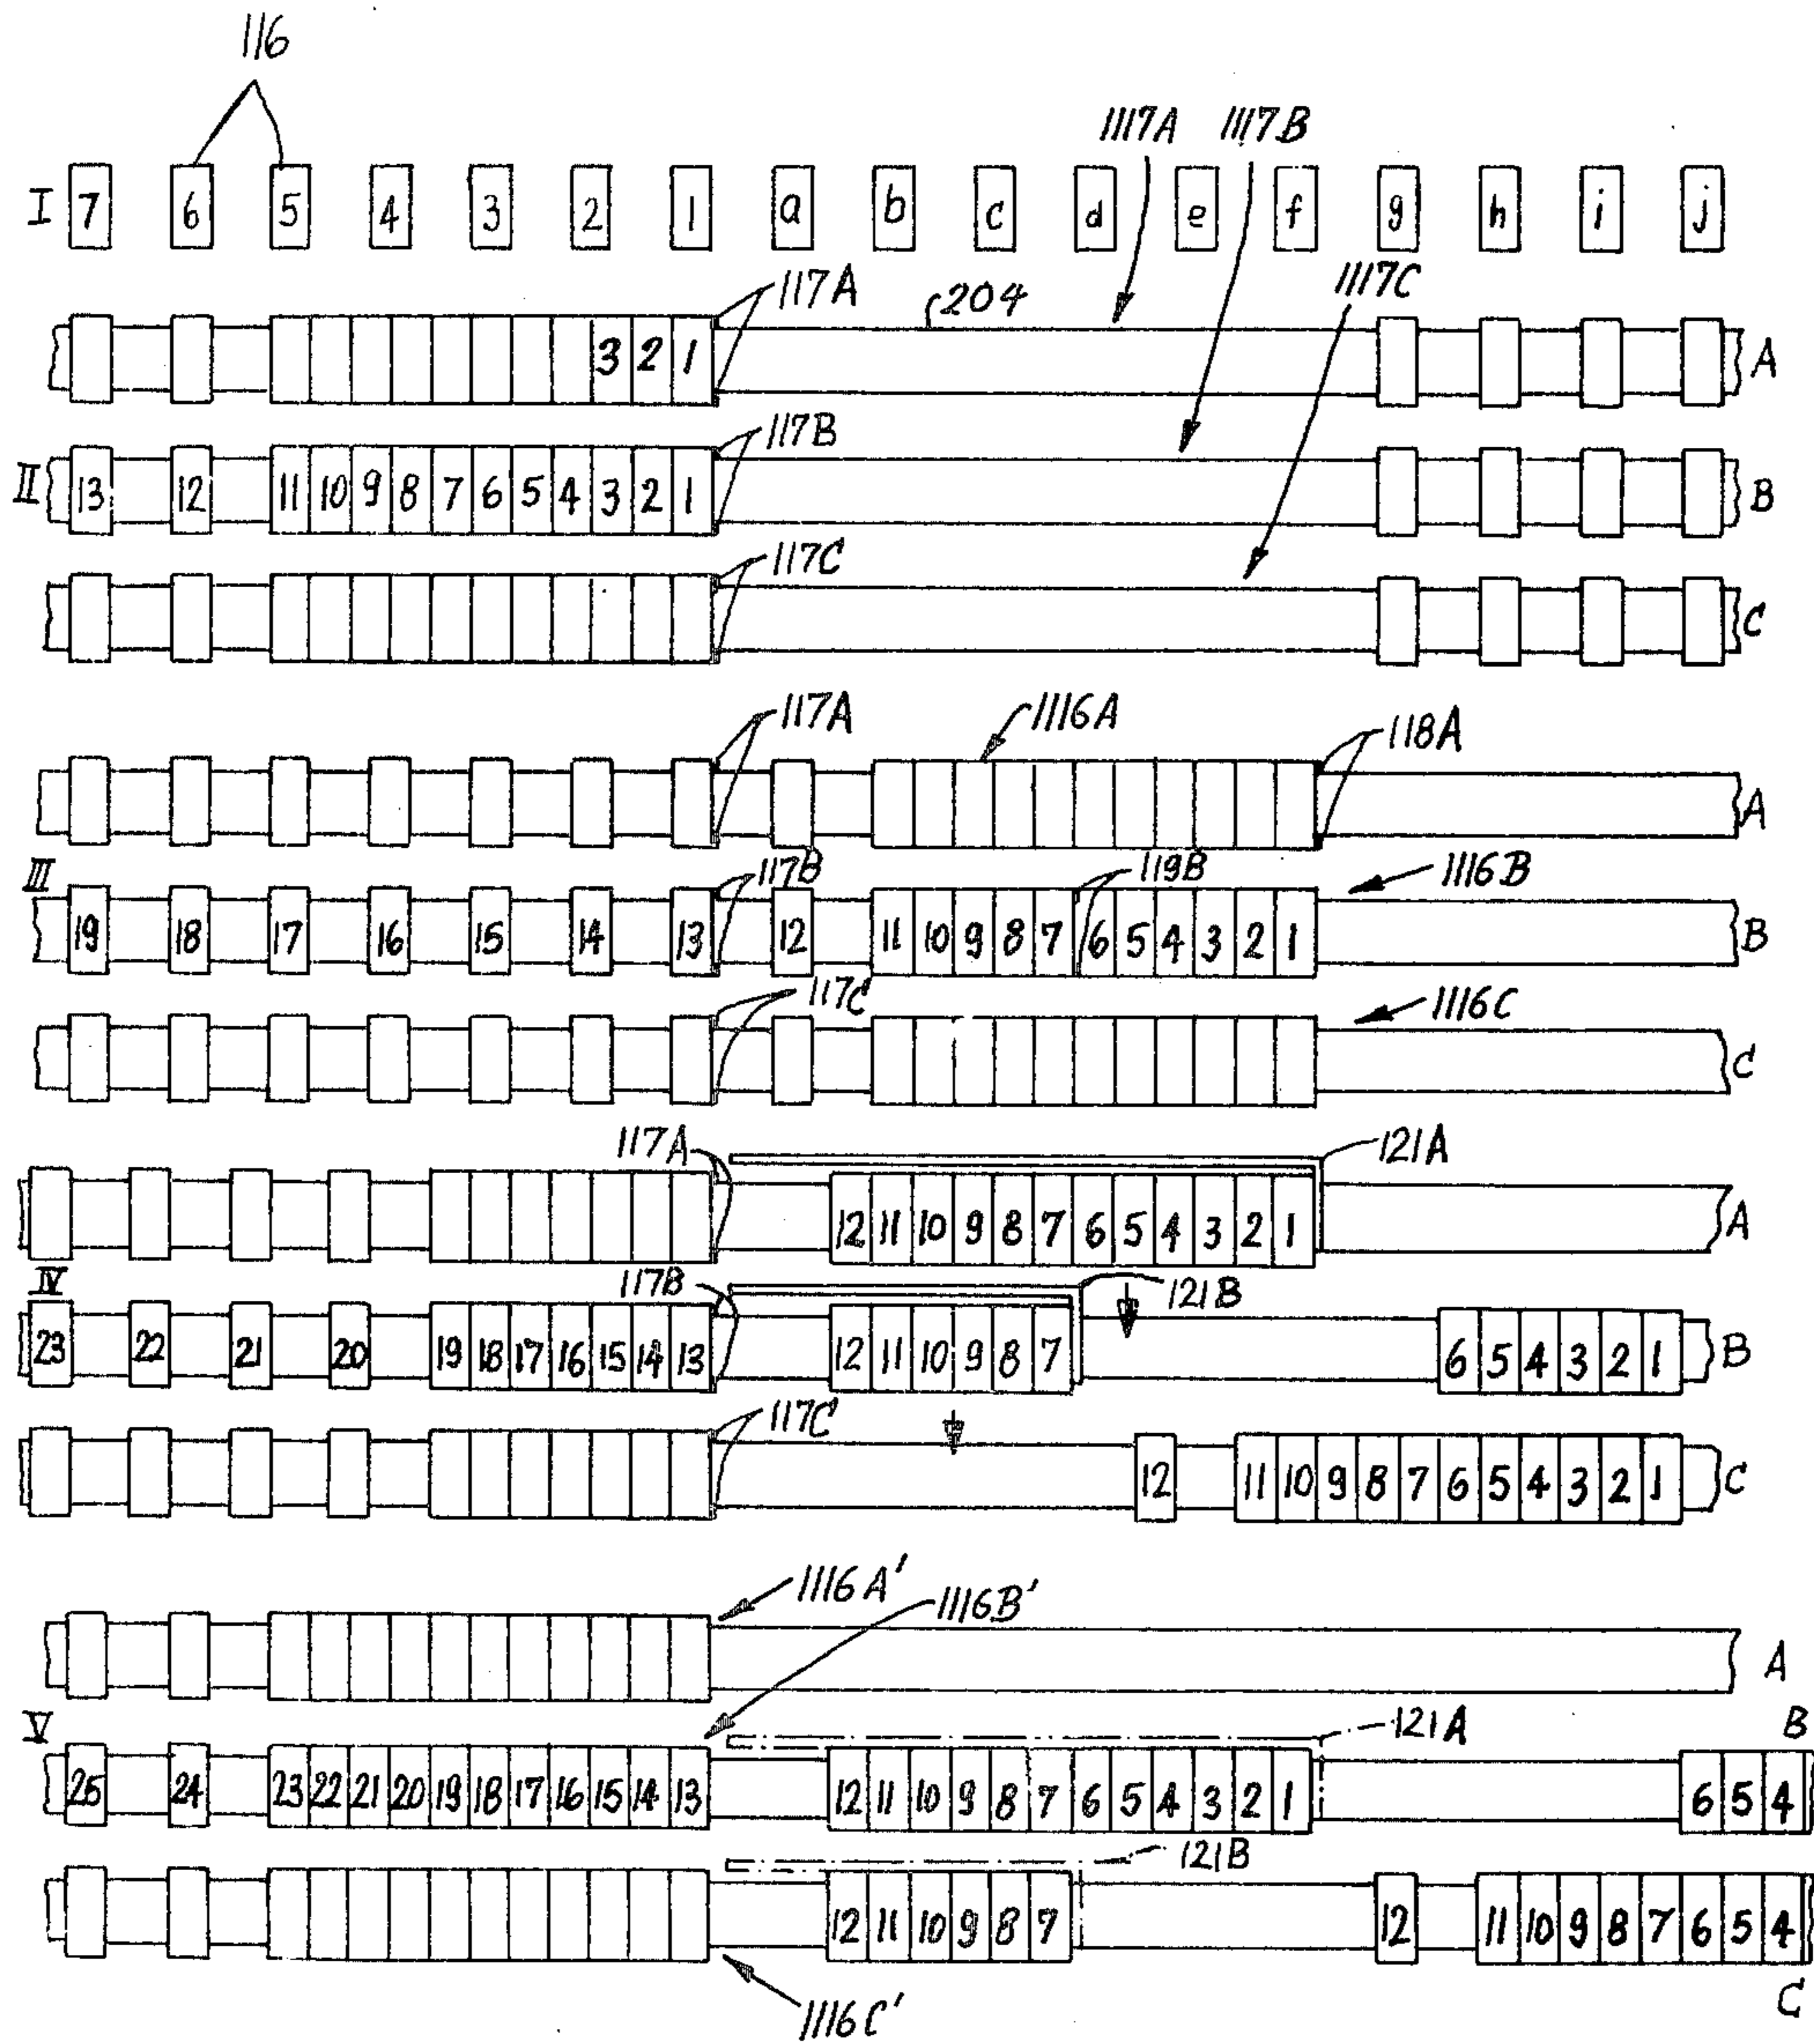 116
1117A 1117B
I 7 6 5 4 3 2 1 a b c d e f g h i j
117A 204 1117C
3 2 1 A
117B
II 13 12 11 10 9 8 7 6 5 4 3 2 1 B
117C
C
117A 1116A 118A
A
III 117B 119B 1116B
19 18 17 16 15 14 13 12 11 10 9 8 7 6 5 4 3 2 1 B
117C 1116C
C
117A 121A
12 11 10 9 8 7 6 5 4 3 2 1 A
IV 117B 121B
23 22 21 20 19 18 17 16 15 14 13 12 11 10 9 8 7 6 5 4 3 2 1 B
117C
12 11 10 9 8 7 6 5 4 3 2 1 C
1116A' 1116B'
A
V 121A B
25 24 23 22 21 20 19 18 17 16 15 14 13 12 11 10 9 8 7 6 5 4 3 2 1 6 5 4
121B
12 11 10 9 8 7 12 11 10 9 8 7 6 5 4
1116C' C